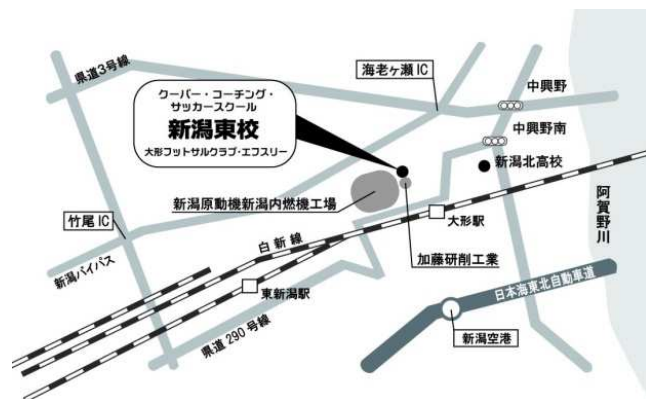 県道3号線
海老ヶ瀬IC
中興野
クーバー・コーチング・
サッカースクール
新潟東校
大形フットサルクラブ・エフスリー
中興野南
新潟北高校
新潟原動機新潟内燃機工場
阿賀野川
竹尾IC
大形駅
白新線
加藤研削工業
新潟バイパス
東新潟駅
日本海東北自動車道
県道290号線
新潟空港